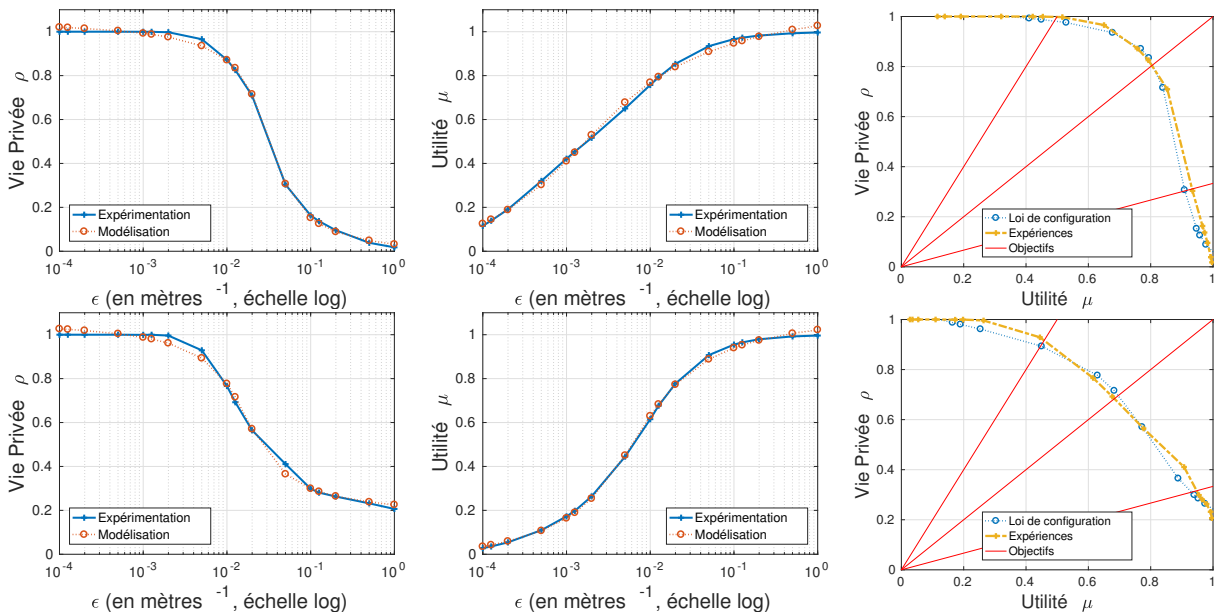 Vie Privée ρ
1
0.8
0.6
0.4
0.2
0
Expérimentation
Modélisation
10-4 10-3 10-2 10-1 100
ϵ (en mètres -1, échelle log)
Utilité μ
1
0.8
0.6
0.4
0.2
0
Expérimentation
Modélisation
10-4 10-3 10-2 10-1 100
ϵ (en mètres -1, échelle log)
Vie Privée ρ
1
0.8
0.6
0.4
0.2
0
Loi de configuration
Expériences
Objectifs
0 0.2 0.4 0.6 0.8 1
Utilité μ
Vie Privée ρ
1
0.8
0.6
0.4
0.2
0
Expérimentation
Modélisation
10-4 10-3 10-2 10-1 100
ϵ (en mètres -1, échelle log)
Utilité μ
1
0.8
0.6
0.4
0.2
0
Expérimentation
Modélisation
10-4 10-3 10-2 10-1 100
ϵ (en mètres -1, échelle log)
Vie Privée ρ
1
0.8
0.6
0.4
0.2
0
Loi de configuration
Expériences
Objectifs
0 0.2 0.4 0.6 0.8 1
Utilité μ